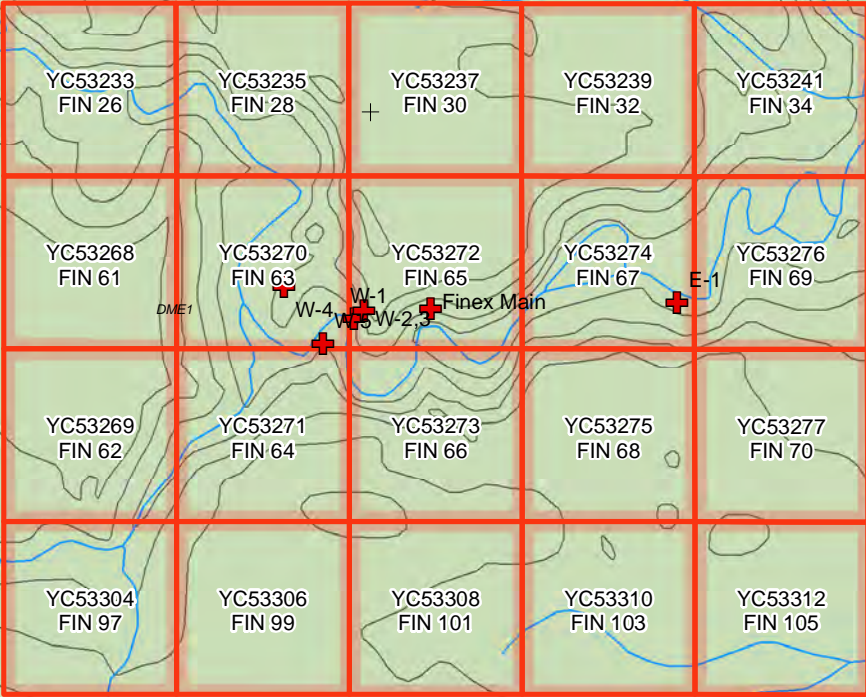 YC53233
FIN 26
YC53235
FIN 28
YC53237
FIN 30
YC53239
FIN 32
YC53241
FIN 34
YC53268
FIN 61
YC53270
FIN 63
YC53272
FIN 65
YC53274
FIN 67
YC53276
FIN 69
E-1
W-1
Finex Main
DME1
W-4
W-5
W-2,3
YC53269
FIN 62
YC53271
FIN 64
YC53273
FIN 66
YC53275
FIN 68
YC53277
FIN 70
YC53304
FIN 97
YC53306
FIN 99
YC53308
FIN 101
YC53310
FIN 103
YC53312
FIN 105